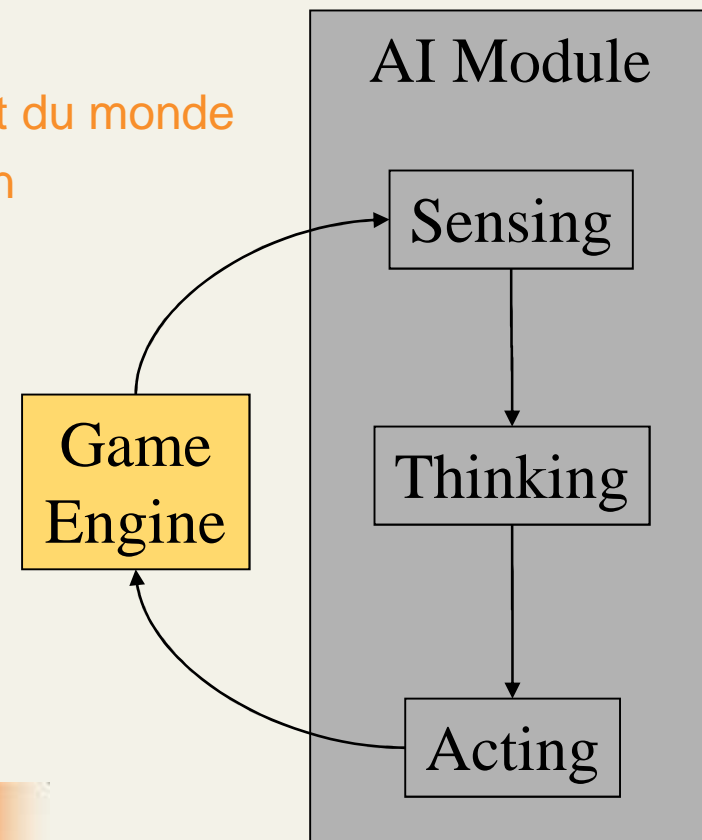 AI Module
t du monde
n
Sensing
Game
Engine
Thinking
Acting